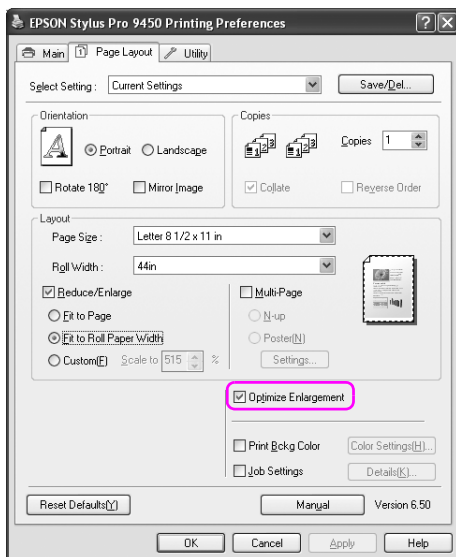 EPSON Stylus Pro 9450 Printing Preferences
Main Page Layout Utility
Select Setting : Current Settings Save/Del...
Orientation Copies
Portrait Landscape Copies 1
Rotate 180° Mirror Image Collate Reverse Order
Layout
Page Size : Letter 8 1/2 x 11 in
Roll Width : 44in
Reduce/Enlarge Multi-Page
Fit to Page N-up
Fit to Roll Paper Width Poster[N]
Custom[F] Scale to 515 % Settings...
Optimize Enlargement
Print Bckg Color Color Settings[H]...
Job Settings Details[K]...
Reset Defaults[Y] Manual Version 6.50
OK Cancel Apply Help